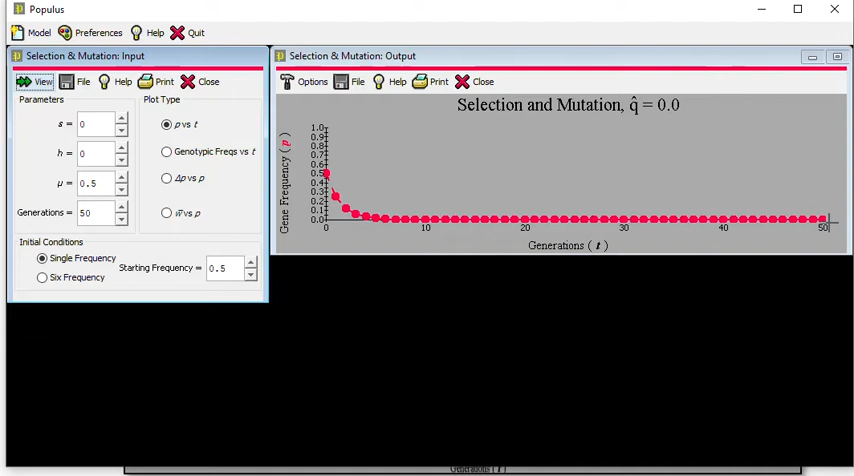 Populus
Model Preferences Help Quit
Selection & Mutation: Input
View File Help Print Close
Parameters
s = 0
h = 0
μ = 0.5
Generations = 50
Plot Type
p vs t
Genotypic Freqs vs t
Δp vs p
w̄ vs p
Initial Conditions
Single Frequency
Six Frequency
Starting Frequency = 0.5
Selection & Mutation: Output
Options File Help Print Close
Selection and Mutation, q̂ = 0.0
Gene Frequency ( p )
1.0
0.9
0.8
0.7
0.6
0.5
0.4
0.3
0.2
0.1
0.0
0 10 20 30 40 50
Generations ( t )
Generations ( t )